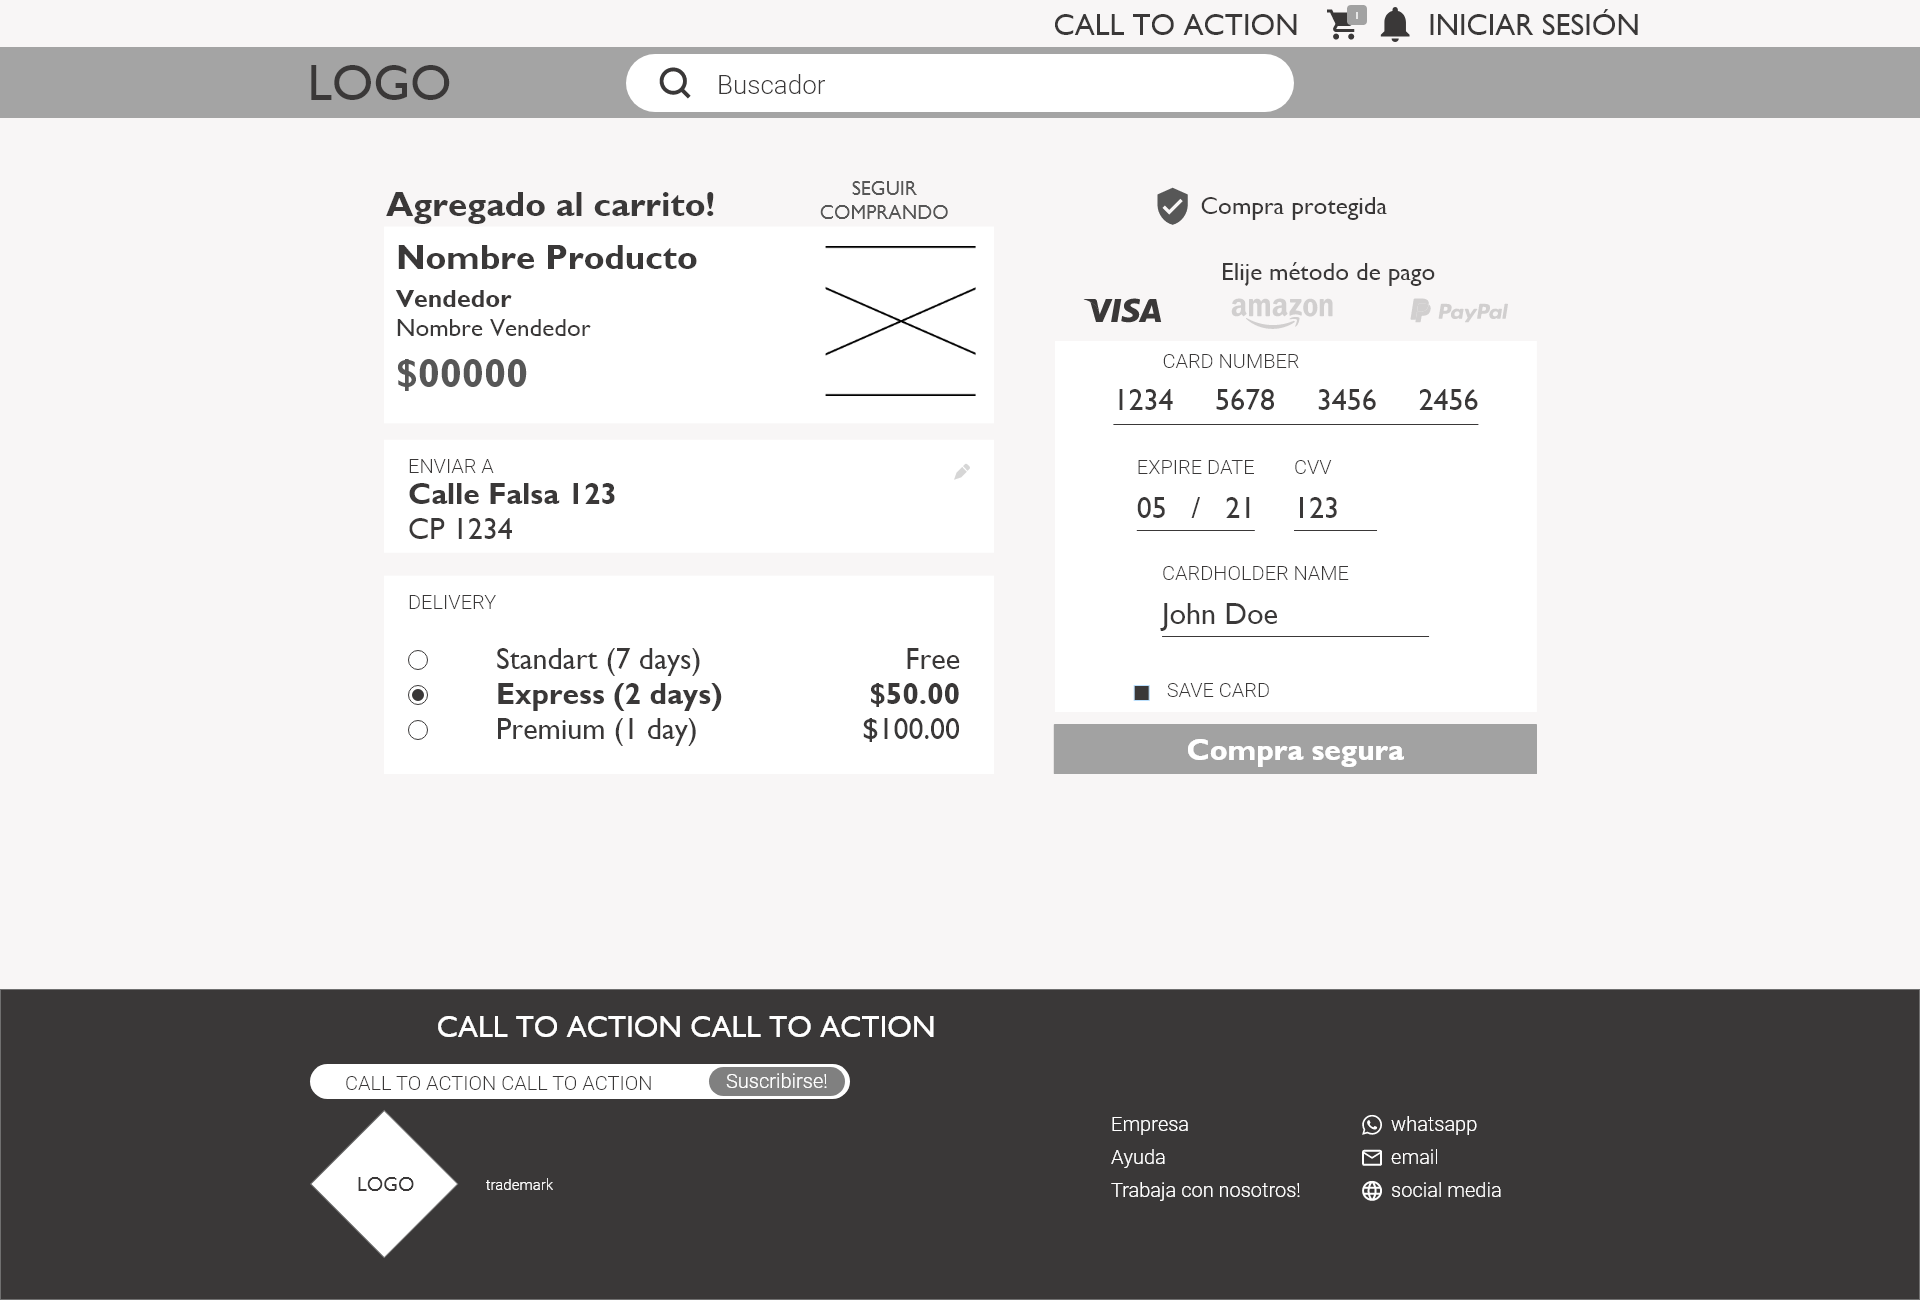 CALL TO ACTION 1 INICIAR SESIÓN
LOGO
Buscador
Agregado al carrito!
SEGUIR
COMPRANDO
Nombre Producto
Vendedor
Nombre Vendedor
$00000
ENVIAR A
Calle Falsa 123
CP 1234
DELIVERY
Standart (7 days) Free
Express (2 days) $50.00
Premium (1 day) $100.00
Compra protegida
Elije método de pago
VISA amazon PayPal
CARD NUMBER
1234 5678 3456 2456
EXPIRE DATE CVV
05 / 21 123
CARDHOLDER NAME
John Doe
SAVE CARD
Compra segura
CALL TO ACTION CALL TO ACTION
CALL TO ACTION CALL TO ACTION Suscribirse!
LOGO
trademark
Empresa
Ayuda
Trabaja con nosotros!
whatsapp
email
social media